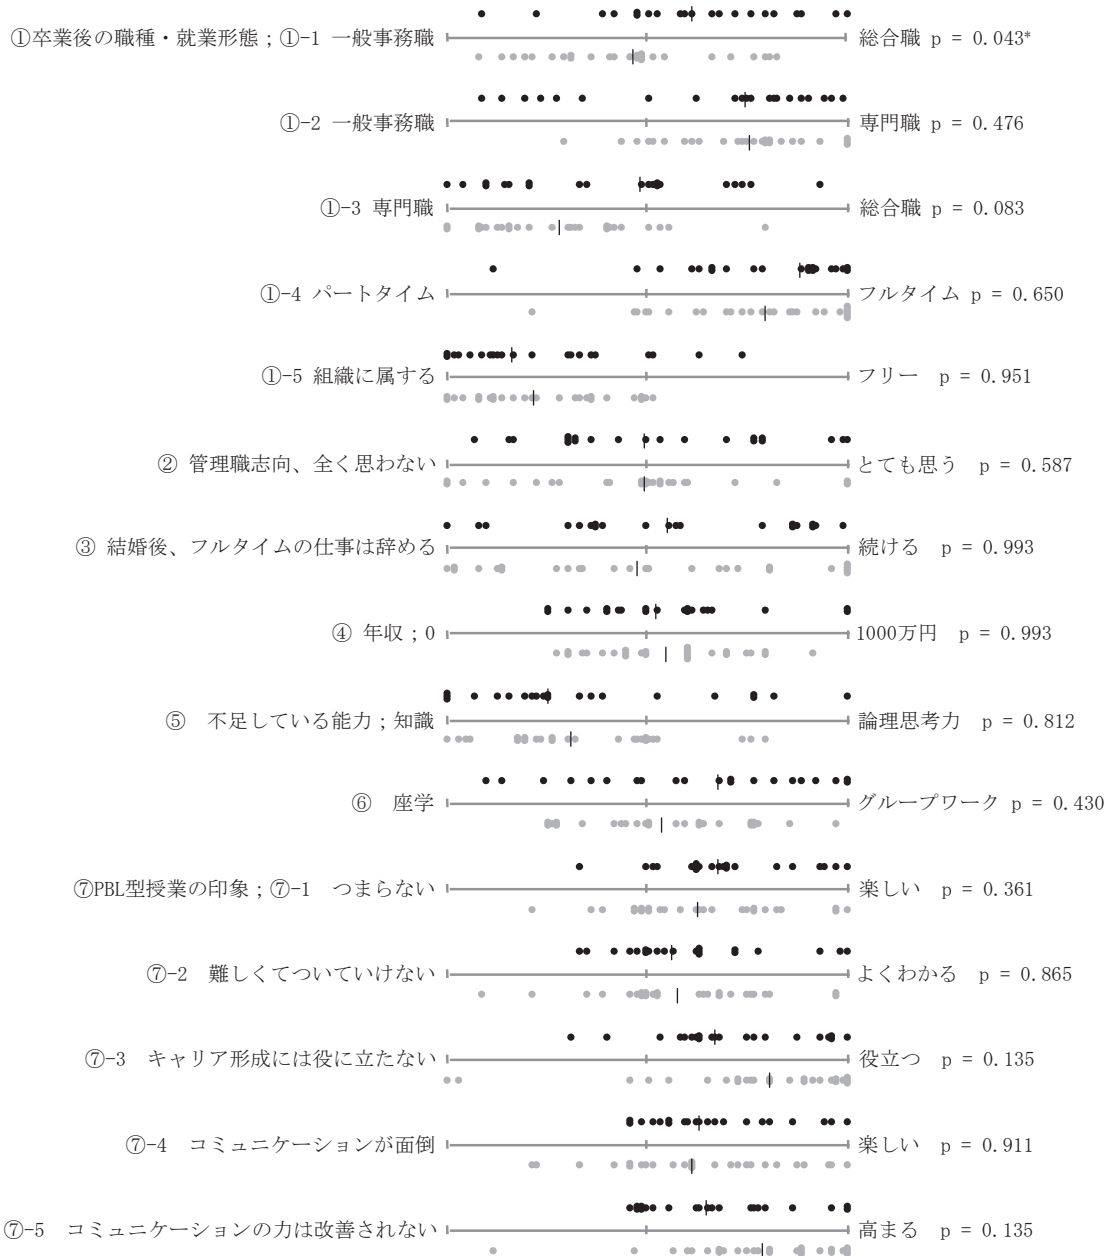 ①卒業後の職種・就業形態；①-1 一般事務職 総合職 p = 0.043*
①-2 一般事務職 専門職 p = 0.476
①-3 専門職 総合職 p = 0.083
①-4 パートタイム フルタイム p = 0.650
①-5 組織に属する フリー p = 0.951
② 管理職志向、全く思わない とても思う p = 0.587
③ 結婚後、フルタイムの仕事は辞める 続ける p = 0.993
④ 年収；0 1000万円 p = 0.993
⑤ 不足している能力；知識 論理思考力 p = 0.812
⑥ 座学 グループワーク p = 0.430
⑦PBL型授業の印象；⑦-1 つまらない 楽しい p = 0.361
⑦-2 難しくてついていけない よくわかる p = 0.865
⑦-3 キャリア形成には役に立たない 役立つ p = 0.135
⑦-4 コミュニケーションが面倒 楽しい p = 0.911
⑦-5 コミュニケーションの力は改善されない 高まる p = 0.135